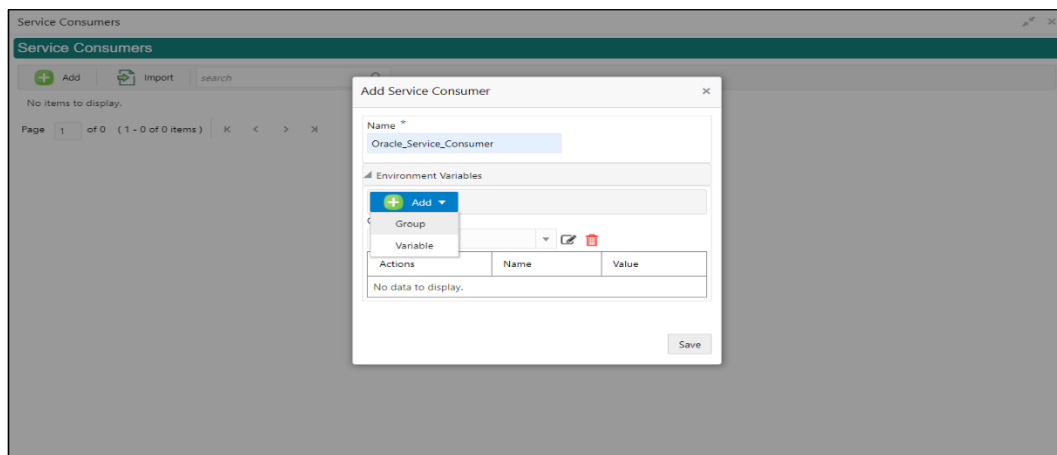 Service Consumers
Service Consumers
Add Import search
No items to display.
Page 1 of 0 (1 - 0 of 0 items)
Add Service Consumer
Name *
Oracle_Service_Consumer
Environment Variables
Add
Group
Variable
Actions Name Value
No data to display.
Save